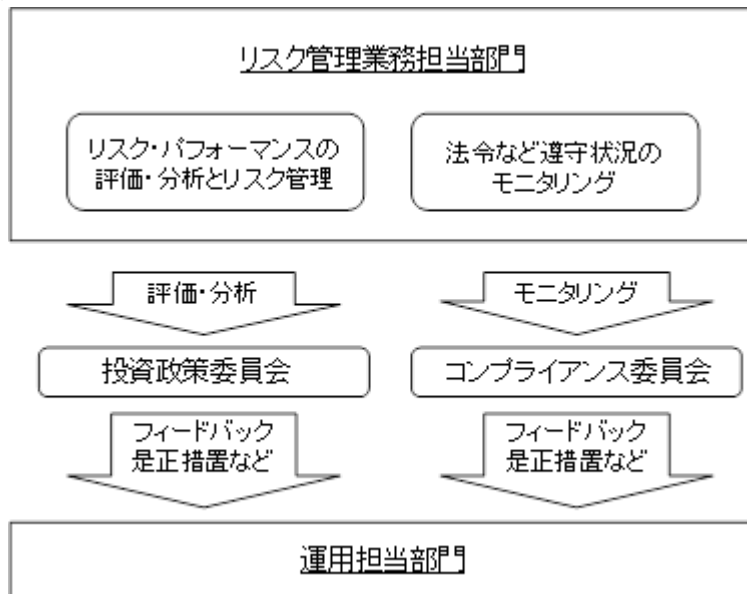 リスク管理業務担当部門
リスク・パフォーマンスの
評価・分析とリスク管理
法令など遵守状況の
モニタリング
評価・分析
モニタリング
投資政策委員会
コンプライアンス委員会
フィードバック
是正措置など
フィードバック
是正措置など
運用担当部門